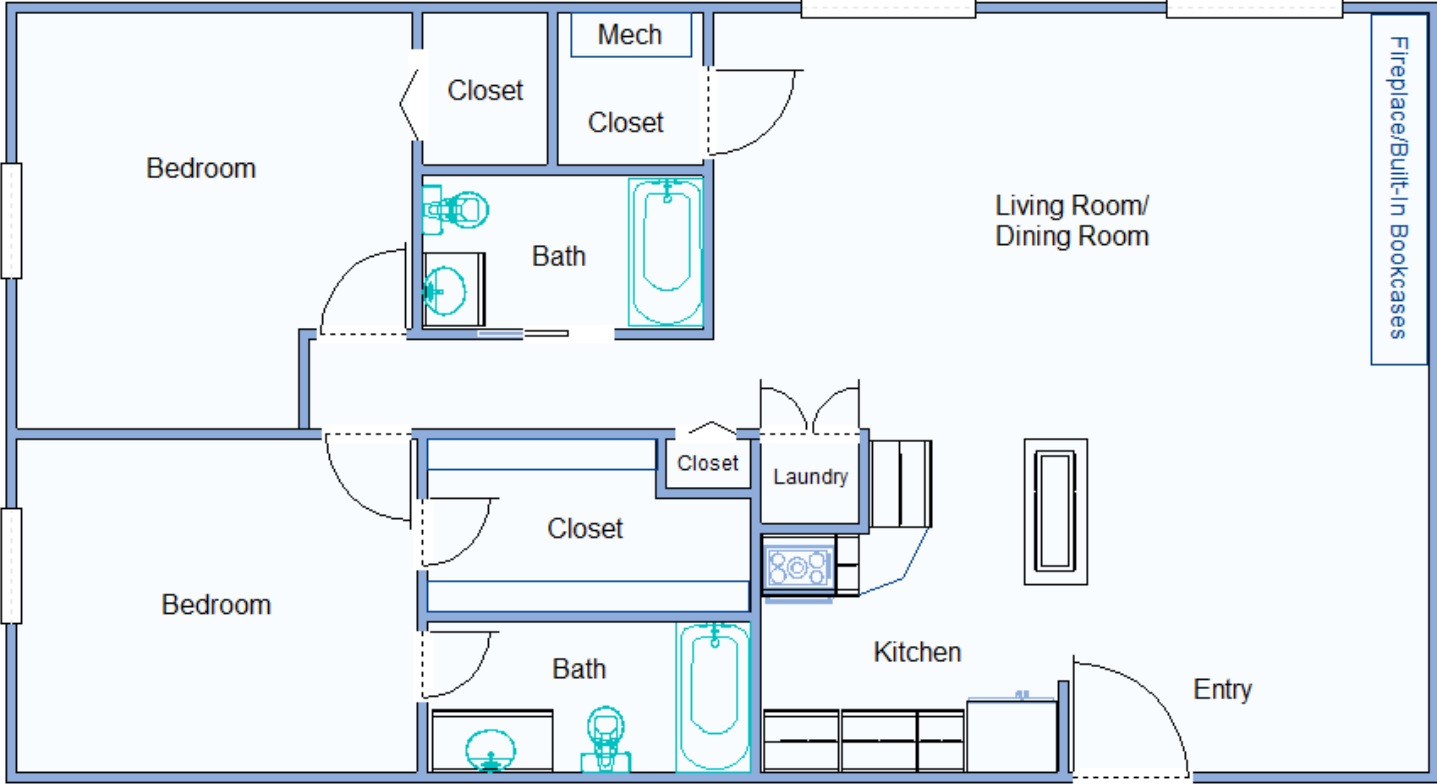 Mech
Closet
Closet
Bedroom
Bath
Living Room/
Dining Room
Fireplace/Built-In Bookcases
Closet
Laundry
Closet
Bedroom
Bath
Kitchen
Entry